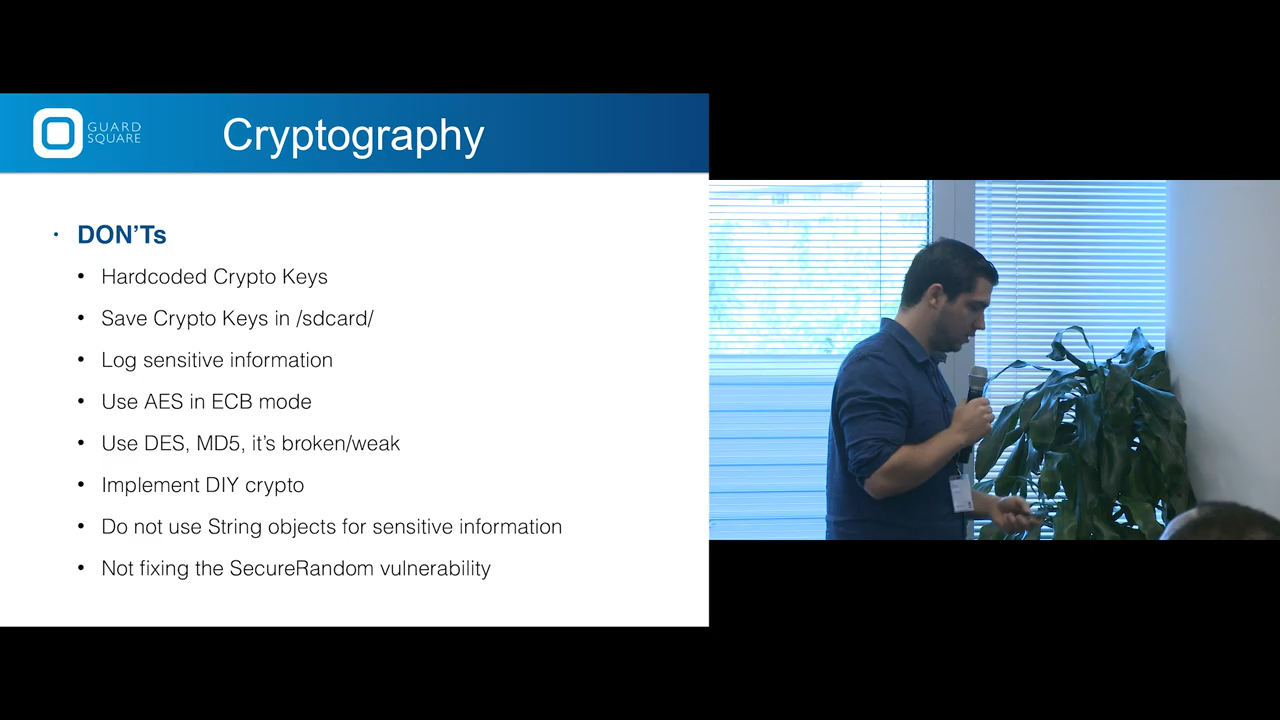 GUARD
SQUARE
Cryptography
· DON'Ts
• Hardcoded Crypto Keys
• Save Crypto Keys in /sdcard/
• Log sensitive information
• Use AES in ECB mode
• Use DES, MD5, it's broken/weak
• Implement DIY crypto
• Do not use String objects for sensitive information
• Not fixing the SecureRandom vulnerability